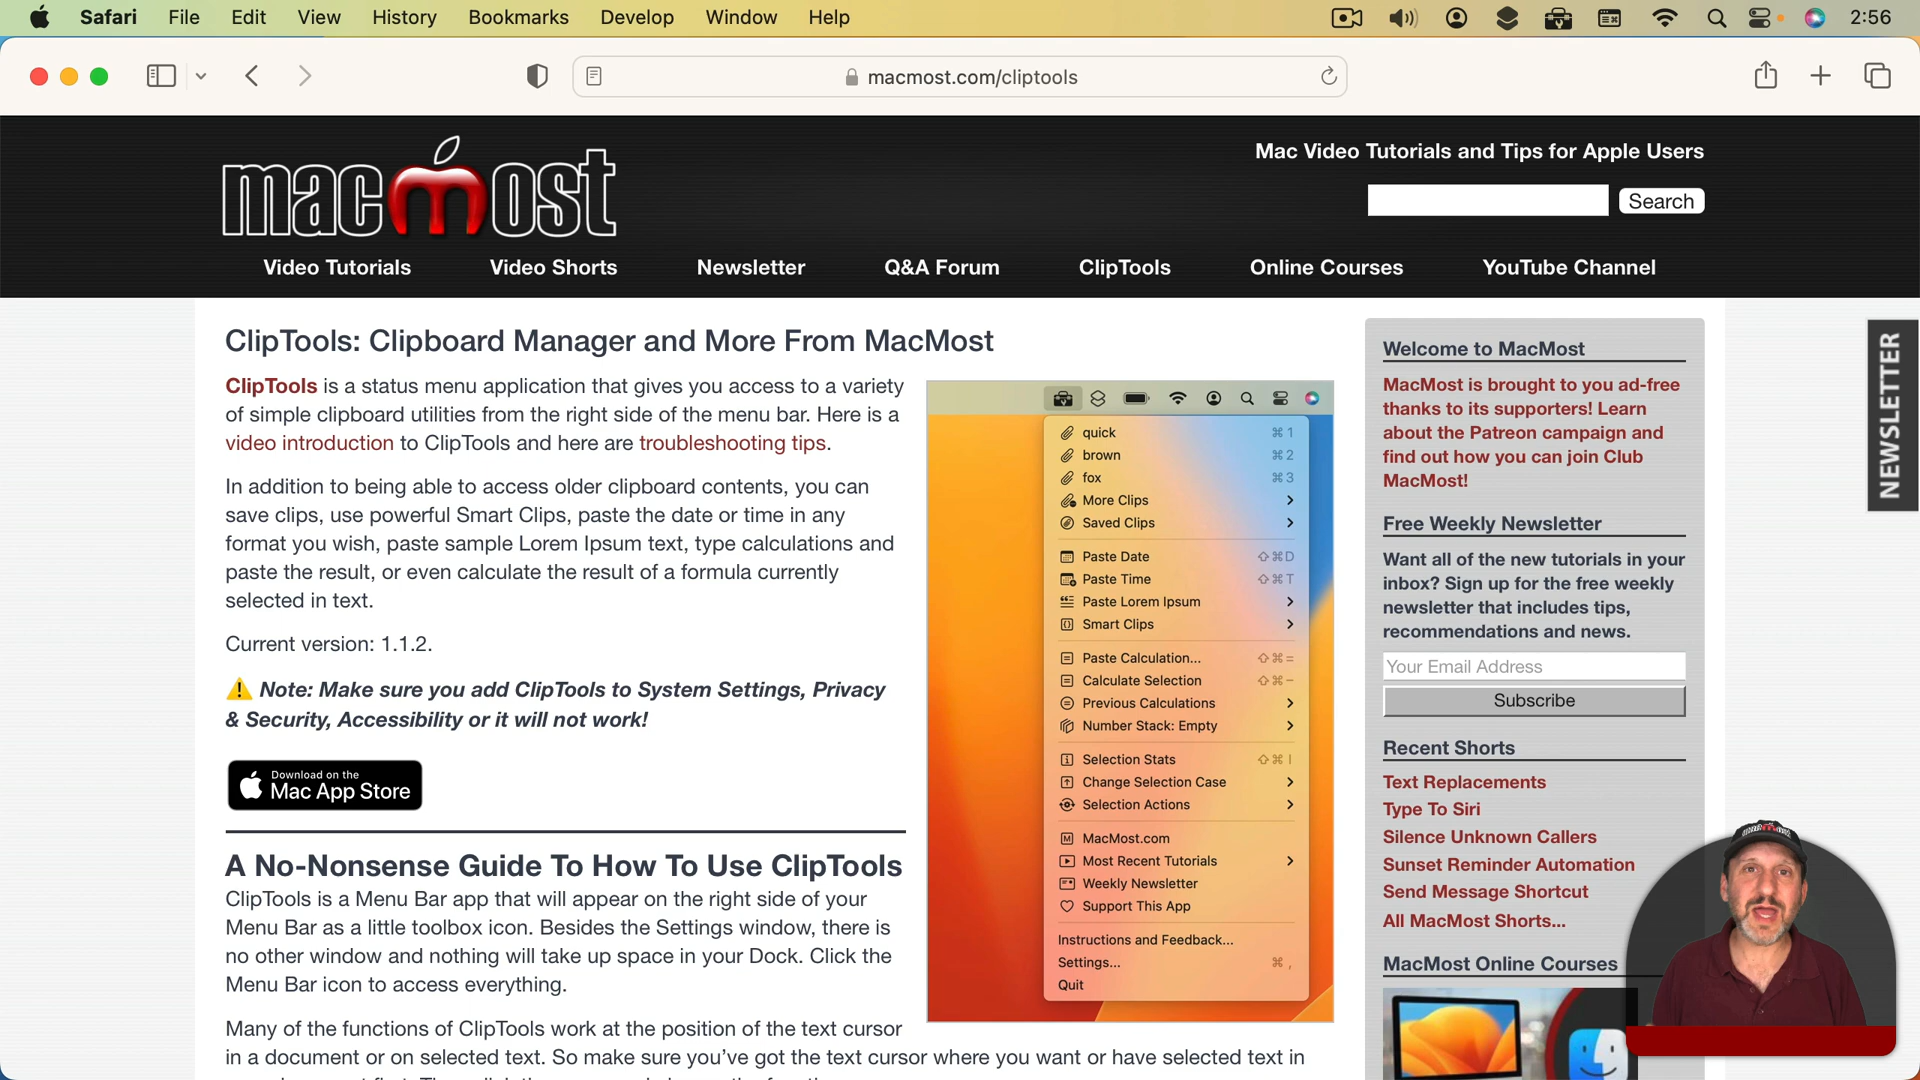 Safari File Edit View History Bookmarks Develop Window Help 2:56
macmost.com/cliptools
macmost
Mac Video Tutorials and Tips for Apple Users
Search
Video Tutorials Video Shorts Newsletter Q&A Forum ClipTools Online Courses YouTube Channel
ClipTools: Clipboard Manager and More From MacMost
ClipTools is a status menu application that gives you access to a variety
of simple clipboard utilities from the right side of the menu bar. Here is a
video introduction to ClipTools and here are troubleshooting tips.
In addition to being able to access older clipboard contents, you can
save clips, use powerful Smart Clips, paste the date or time in any
format you wish, paste sample Lorem Ipsum text, type calculations and
paste the result, or even calculate the result of a formula currently
selected in text.
Current version: 1.1.2.
Note: Make sure you add ClipTools to System Settings, Privacy
& Security, Accessibility or it will not work!
Download on the
Mac App Store
A No-Nonsense Guide To How To Use ClipTools
ClipTools is a Menu Bar app that will appear on the right side of your
Menu Bar as a little toolbox icon. Besides the Settings window, there is
no other window and nothing will take up space in your Dock. Click the
Menu Bar icon to access everything.
Many of the functions of ClipTools work at the position of the text cursor
in a document or on selected text. So make sure you've got the text cursor where you want or have selected text in
quick ⌘1
brown ⌘2
fox ⌘3
More Clips
Saved Clips
Paste Date ⇧⌘D
Paste Time ⇧⌘T
Paste Lorem Ipsum
Smart Clips
Paste Calculation... ⇧⌘=
Calculate Selection ⇧⌘-
Previous Calculations
Number Stack: Empty
Selection Stats ⇧⌘I
Change Selection Case
Selection Actions
MacMost.com
Most Recent Tutorials
Weekly Newsletter
Support This App
Instructions and Feedback...
Settings... ⌘,
Quit
Welcome to MacMost
MacMost is brought to you ad-free
thanks to its supporters! Learn
about the Patreon campaign and
find out how you can join Club
MacMost!
Free Weekly Newsletter
Want all of the new tutorials in your
inbox? Sign up for the free weekly
newsletter that includes tips,
recommendations and news.
Your Email Address
Subscribe
Recent Shorts
Text Replacements
Type To Siri
Silence Unknown Callers
Sunset Reminder Automation
Send Message Shortcut
All MacMost Shorts...
MacMost Online Courses
NEWSLETTER